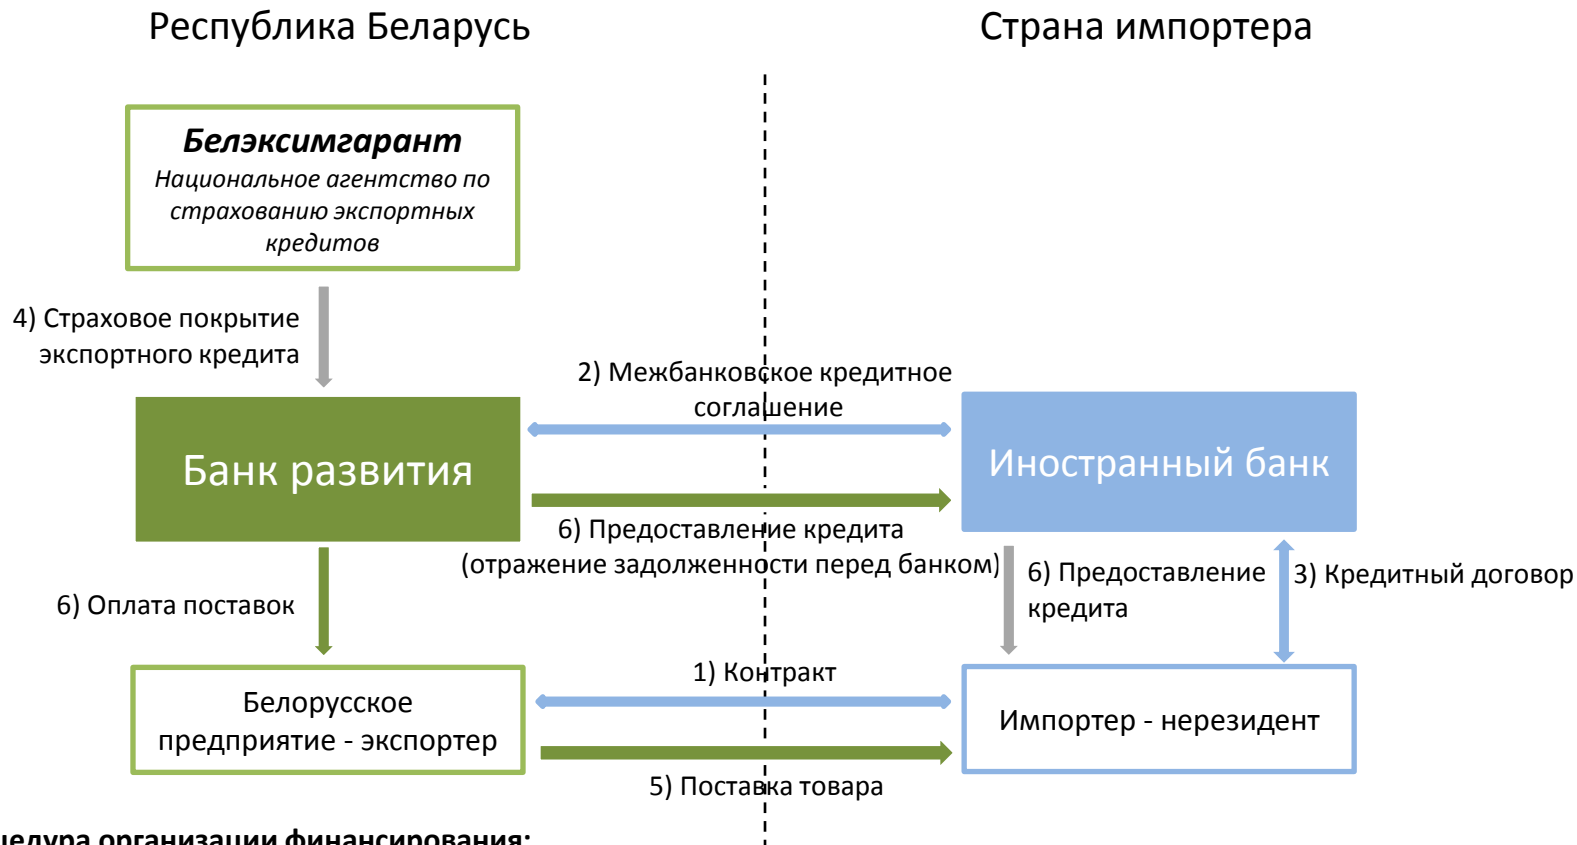 Республика Беларусь
Страна импортера
Белэксимгарант
Национальное агентство по
страхованию экспортных
кредитов
4) Страховое покрытие
экспортного кредита
2) Межбанковское кредитное
соглашение
Банк развития
Иностранный банк
6) Предоставление кредита
(отражение задолженности перед банком)
6) Оплата поставок
6) Предоставление
кредита
3) Кредитный договор
1) Контракт
Белорусское
предприятие - экспортер
Импортер - нерезидент
5) Поставка товара
организации финансирования: